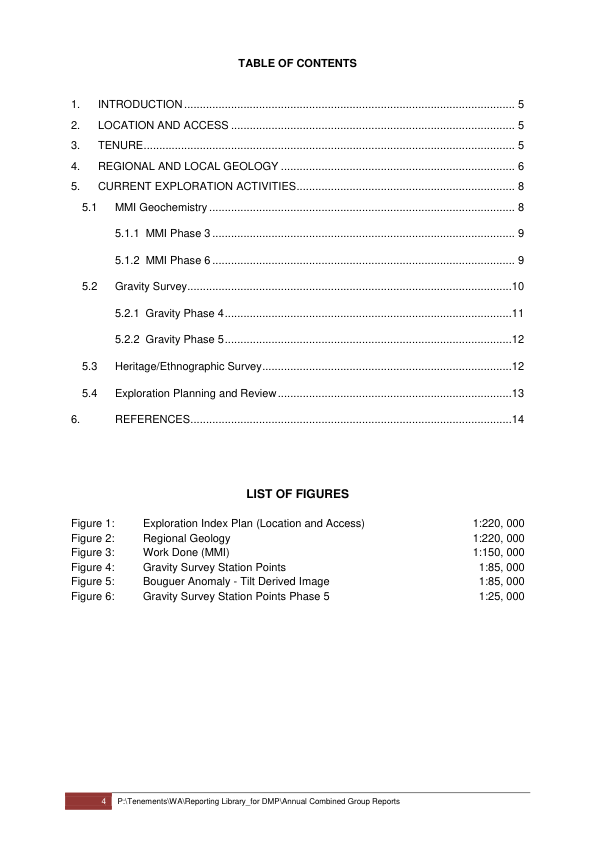 TABLE OF CONTENTS
1. INTRODUCTION ........................................................................................................ 5
2. LOCATION AND ACCESS ......................................................................................... 5
3. TENURE..................................................................................................................... 5
4. REGIONAL AND LOCAL GEOLOGY .......................................................................... 6
5. CURRENT EXPLORATION ACTIVITIES..................................................................... 8
5.1 MMI Geochemistry ................................................................................................ 8
5.1.1 MMI Phase 3 ............................................................................................... 9
5.1.2 MMI Phase 6 ............................................................................................... 9
5.2 Gravity Survey......................................................................................................10
5.2.1 Gravity Phase 4..........................................................................................11
5.2.2 Gravity Phase 5..........................................................................................12
5.3 Heritage/Ethnographic Survey..............................................................................12
5.4 Exploration Planning and Review.........................................................................13
6. REFERENCES.....................................................................................................14
LIST OF FIGURES
Figure 1: Exploration Index Plan (Location and Access) 1:220, 000
Figure 2: Regional Geology 1:220, 000
Figure 3: Work Done (MMI) 1:150, 000
Figure 4: Gravity Survey Station Points 1:85, 000
Figure 5: Bouguer Anomaly - Tilt Derived Image 1:85, 000
Figure 6: Gravity Survey Station Points Phase 5 1:25, 000
4 P:\Tenements\WA\Reporting Library_for DMP\Annual Combined Group Reports